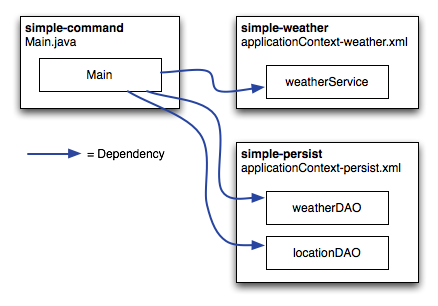 simple-command
Main.java
Main
simple-weather
applicationContext-weather.xml
weatherService
= Dependency
simple-persist
applicationContext-persist.xml
weatherDAO
locationDAO